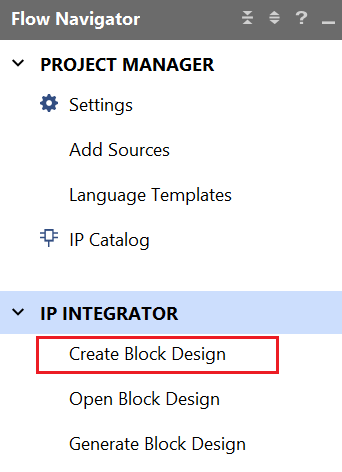 Flow Navigator
PROJECT MANAGER
Settings
Add Sources
Language Templates
IP Catalog
IP INTEGRATOR
Create Block Design
Open Block Design
Generate Block Design